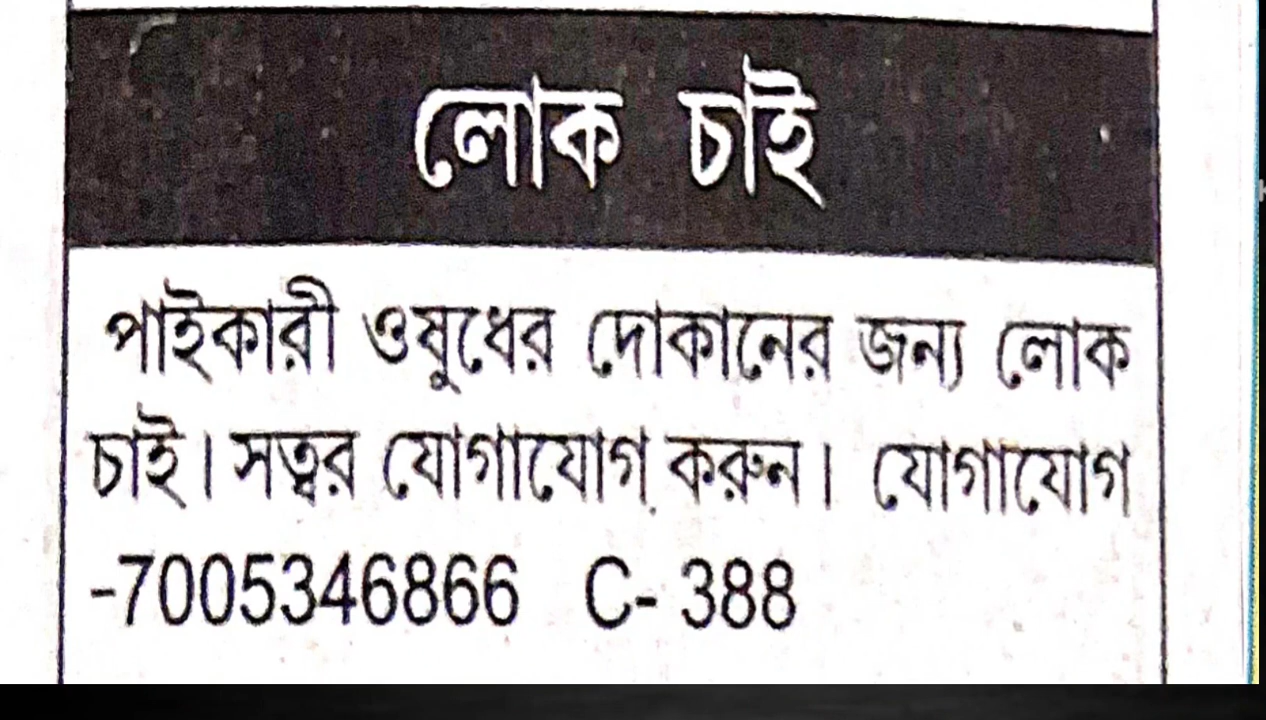 লোক চাই
পাইকারী ওষুধের দোকানের জন্য লোক
চাই। সত্বর যোগাযোগ করুন। যোগাযোগ
-7005346866 C- 388